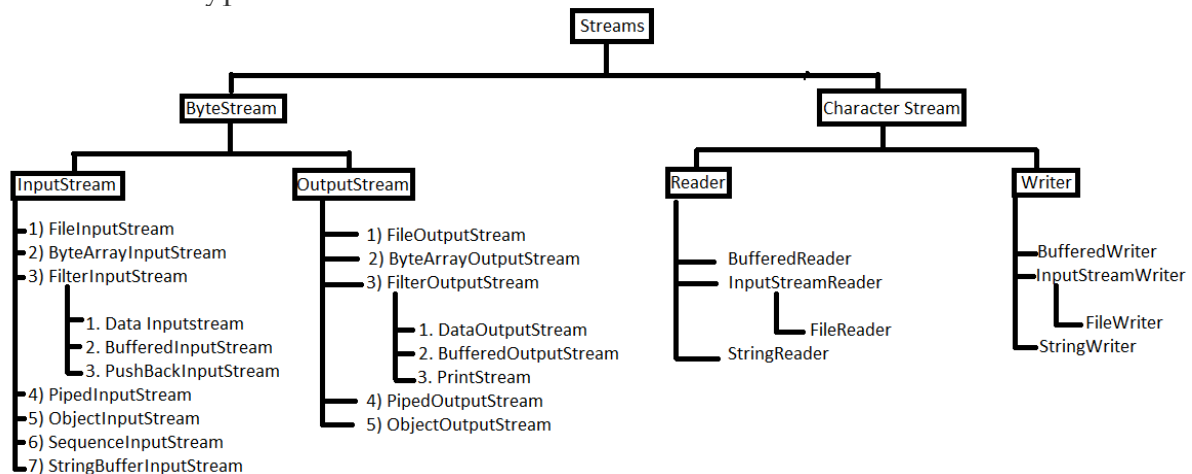 Streams
ByteStream
Character Stream
InputStream
OutputStream
Reader
Writer
1) FileInputStream
2) ByteArrayInputStream
3) FilterInputStream
1. Data Inputstream
2. BufferedInputStream
3. PushBackInputStream
4) PipedInputStream
5) ObjectInputStream
6) SequenceInputStream
7) StringBufferInputStream
1) FileOutputStream
2) ByteArrayOutputStream
3) FilterOutputStream
1. DataOutputStream
2. BufferedOutputStream
3. PrintStream
4) PipedOutputStream
5) ObjectOutputStream
BufferedReader
InputStreamReader
FileReader
StringReader
BufferedWriter
InputStreamWriter
FileWriter
StringWriter